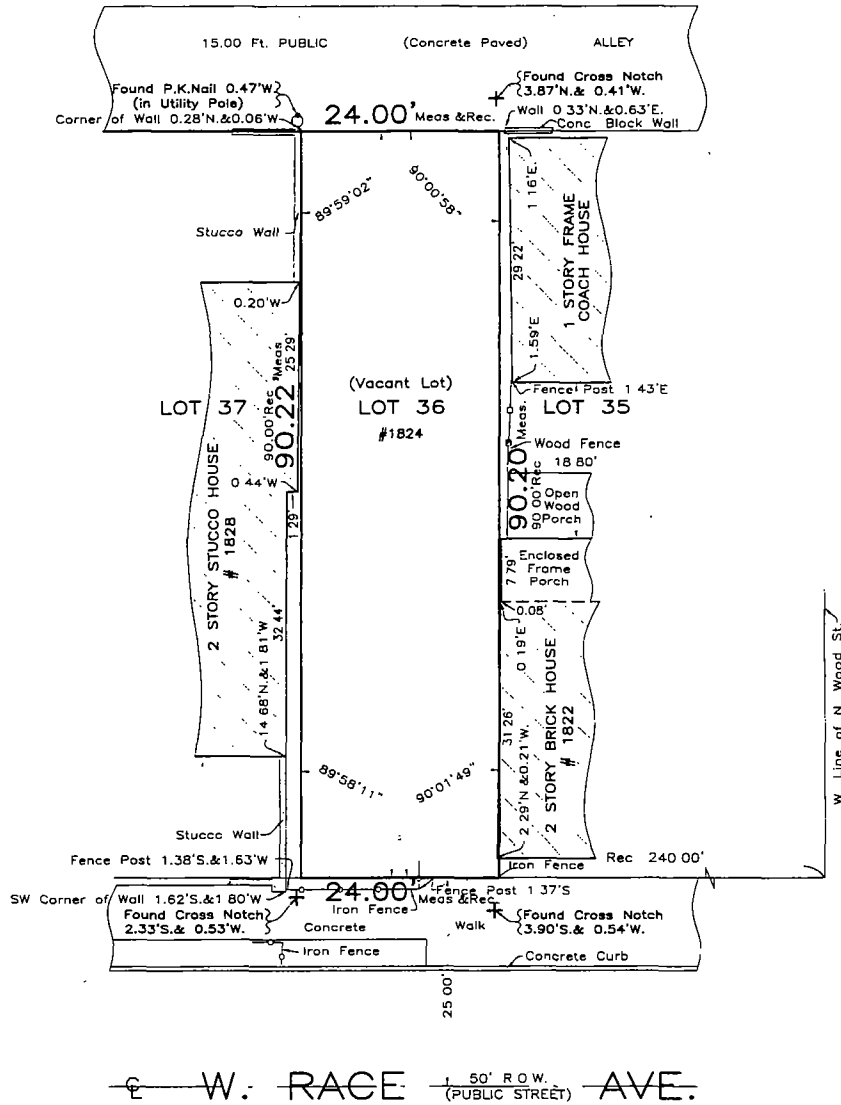 15.00 Ft. PUBLIC (Concrete Paved) ALLEY
Found P.K.Nail 0.47'W
(in Utility Pole)
Corner of Wall 0.28'N.&0.06'W
24.00' Meas &Rec.
Found Cross Notch
3.87'N.& 0.41'W.
Wall 0 33'N.&0.63'E.
Conc Block Wall
89°59'02"
90°00'58"
1 16'E.
Stucco Wall
29 22'
1 STORY FRAME
COACH HOUSE
0.20'W
25 29'
1.59'E
(Vacant Lot)
Fence Post 1 43'E
LOT 37
90.00'Rec
90.22 Meas
LOT 36
LOT 35
#1824
Wood Fence
18 80'
90.20 Meas.
90 00'Rec
0 44'W
Open
Wood
Porch
1 29'
2 STORY STUCCO HOUSE
# 1828
Enclosed
Frame
Porch
7 79'
0.08'
0 19'E
32 44'
14 68'N.&1 81'W
31 26'
2 29'N &0.21'W.
2 STORY BRICK HOUSE
# 1822
W Line of N Wood St.
89°58'11"
90°01'49"
Stucco Wall
Fence Post 1.38'S.&1.63'W
Iron Fence
Rec 240 00'
SW Corner of Wall 1.62'S.&1 80'W
24.00' Meas &Rec
Fence Post 1 37'S
Iron Fence
Found Cross Notch
2.33'S.& 0.53'W.
Concrete Walk
Found Cross Notch
3.90'S.& 0.54'W.
Iron Fence
Concrete Curb
25 00'
℄ W. RACE AVE.
50' R O W.
(PUBLIC STREET)